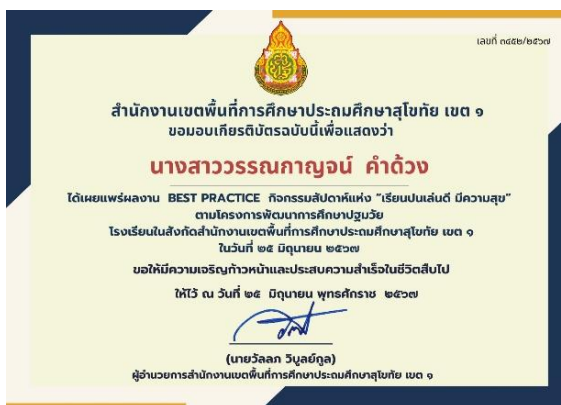 เลขที่ ๓๔๕๒/๒๕๖๗
สำนักงานเขตพื้นที่การศึกษาประถมศึกษาสุโขทัย เขต ๑
ขอมอบเกียรติบัตรฉบับนี้เพื่อแสดงว่า
นางสาววรรณกาญจน์ คำด้วง
ได้เผยแพร่ผลงาน BEST PRACTICE กิจกรรมสัปดาห์แห่ง "เรียนปนเล่นดี มีความสุข"
ตามโครงการพัฒนาการศึกษาปฐมวัย
โรงเรียนในสังกัดสำนักงานเขตพื้นที่การศึกษาประถมศึกษาสุโขทัย เขต ๑
ในวันที่ ๒๕ มิถุนายน ๒๕๖๗
ขอให้มีความเจริญก้าวหน้าและประสบความสำเร็จในชีวิตสืบไป
ให้ไว้ ณ วันที่ ๒๕ มิถุนายน พุทธศักราช ๒๕๖๗
(นายวัลลภ วิบูลย์กูล)
ผู้อำนวยการสำนักงานเขตพื้นที่การศึกษาประถมศึกษาสุโขทัย เขต ๑